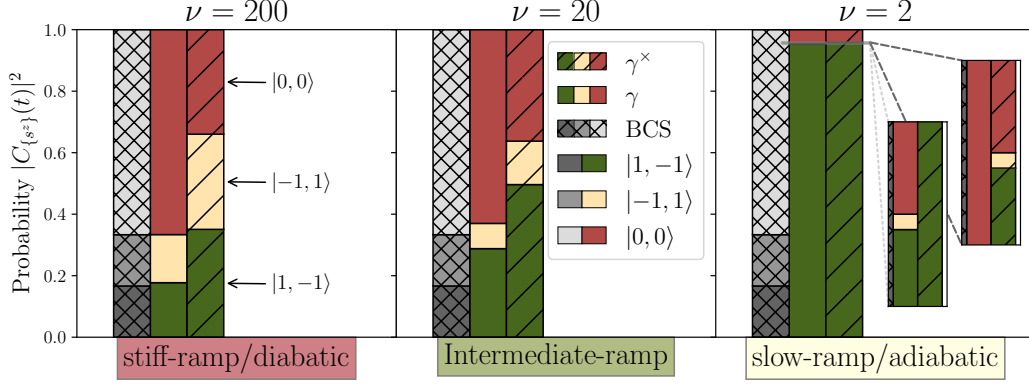 ν = 200
ν = 20
ν = 2
Probability |C_{s^z}(t)|^2
1.0
0.8
0.6
0.4
0.2
0.0
|0, 0⟩
|−1, 1⟩
|1, −1⟩
γ^×
γ
BCS
|1, −1⟩
|−1, 1⟩
|0, 0⟩
stiff-ramp/diabatic
Intermediate-ramp
slow-ramp/adiabatic